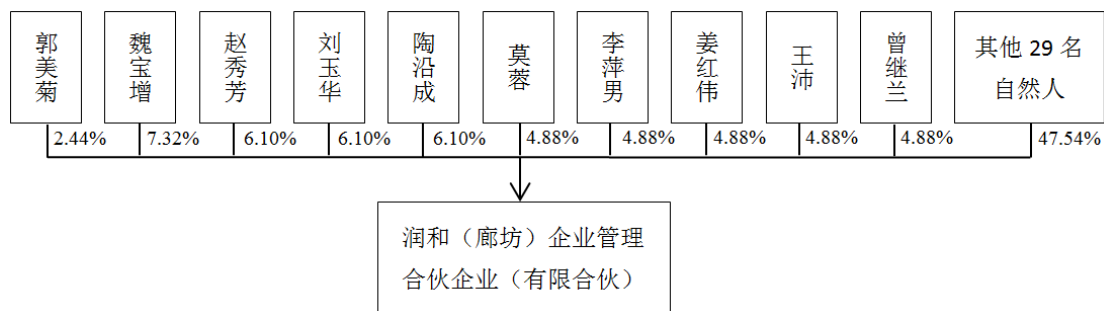 郭美菊
魏宝增
赵秀芳
刘玉华
陶沿成
莫蓉
李萍男
姜红伟
王沛
曾继兰
其他 29 名
自然人
2.44%
7.32%
6.10%
6.10%
6.10%
4.88%
4.88%
4.88%
4.88%
4.88%
47.54%
润和（廊坊）企业管理
合伙企业（有限合伙）